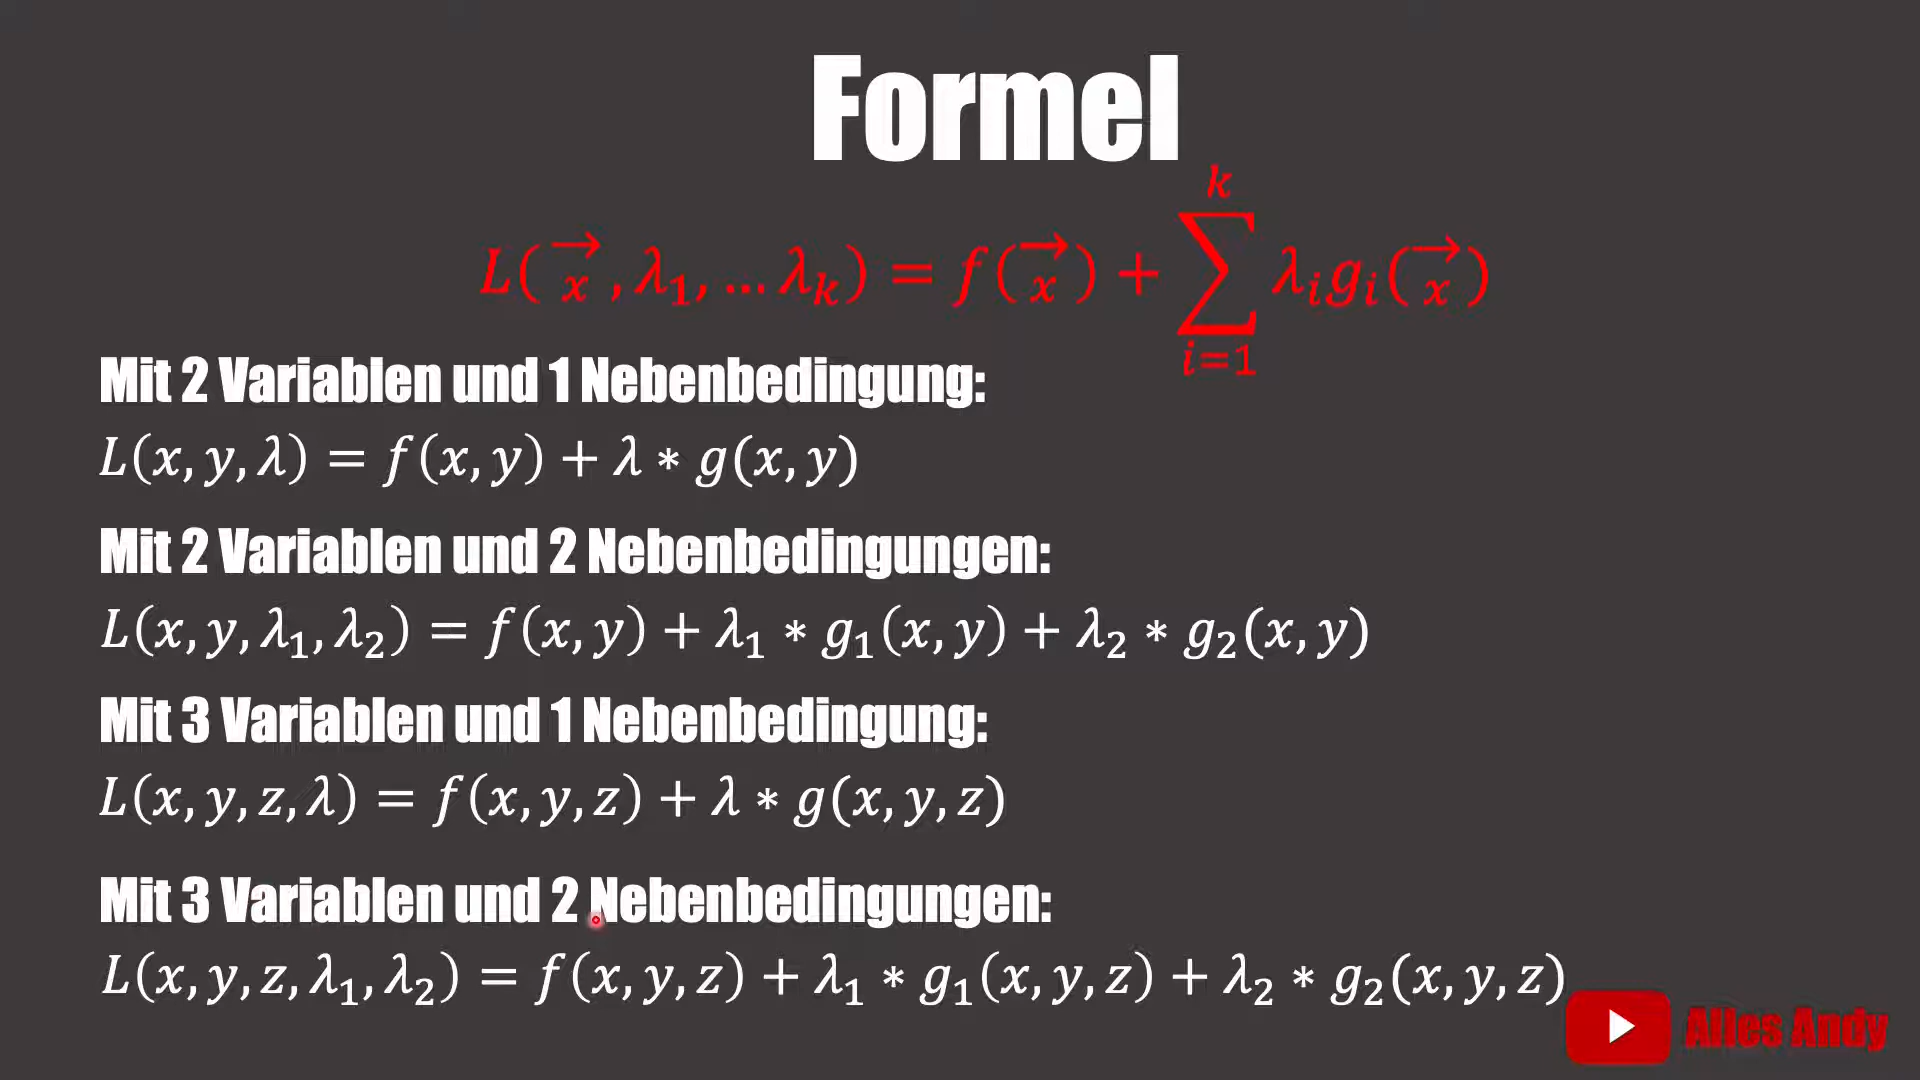 Formel
L(x⃗, λ₁, … λₖ) = f(x⃗) + ∑ᵢ₌₁ᵏ λᵢgᵢ(x⃗)
Mit 2 Variablen und 1 Nebenbedingung:
L(x, y, λ) = f(x, y) + λ * g(x, y)
Mit 2 Variablen und 2 Nebenbedingungen:
L(x, y, λ₁, λ₂) = f(x, y) + λ₁ * g₁(x, y) + λ₂ * g₂(x, y)
Mit 3 Variablen und 1 Nebenbedingung:
L(x, y, z, λ) = f(x, y, z) + λ * g(x, y, z)
Mit 3 Variablen und 2 Nebenbedingungen:
L(x, y, z, λ₁, λ₂) = f(x, y, z) + λ₁ * g₁(x, y, z) + λ₂ * g₂(x, y, z)
Alles Andy